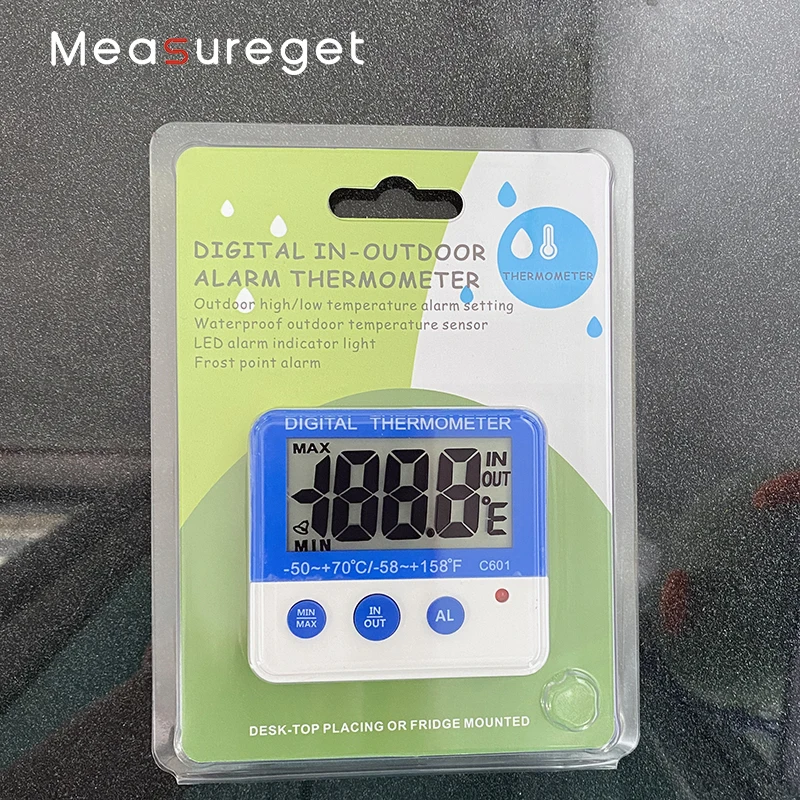 Measureget
DIGITAL IN-OUTDOOR
ALARM THERMOMETER
THERMOMETER
Outdoor high/low temperature alarm setting
Waterproof outdoor temperature sensor
LED alarm indicator light
Frost point alarm
DIGITAL THERMOMETER
MAX
-188.8
IN
OUT
°E
MIN
-50~+70°C/-58~+158°F C601
MIN
MAX
IN
OUT
AL
DESK-TOP PLACING OR FRIDGE MOUNTED